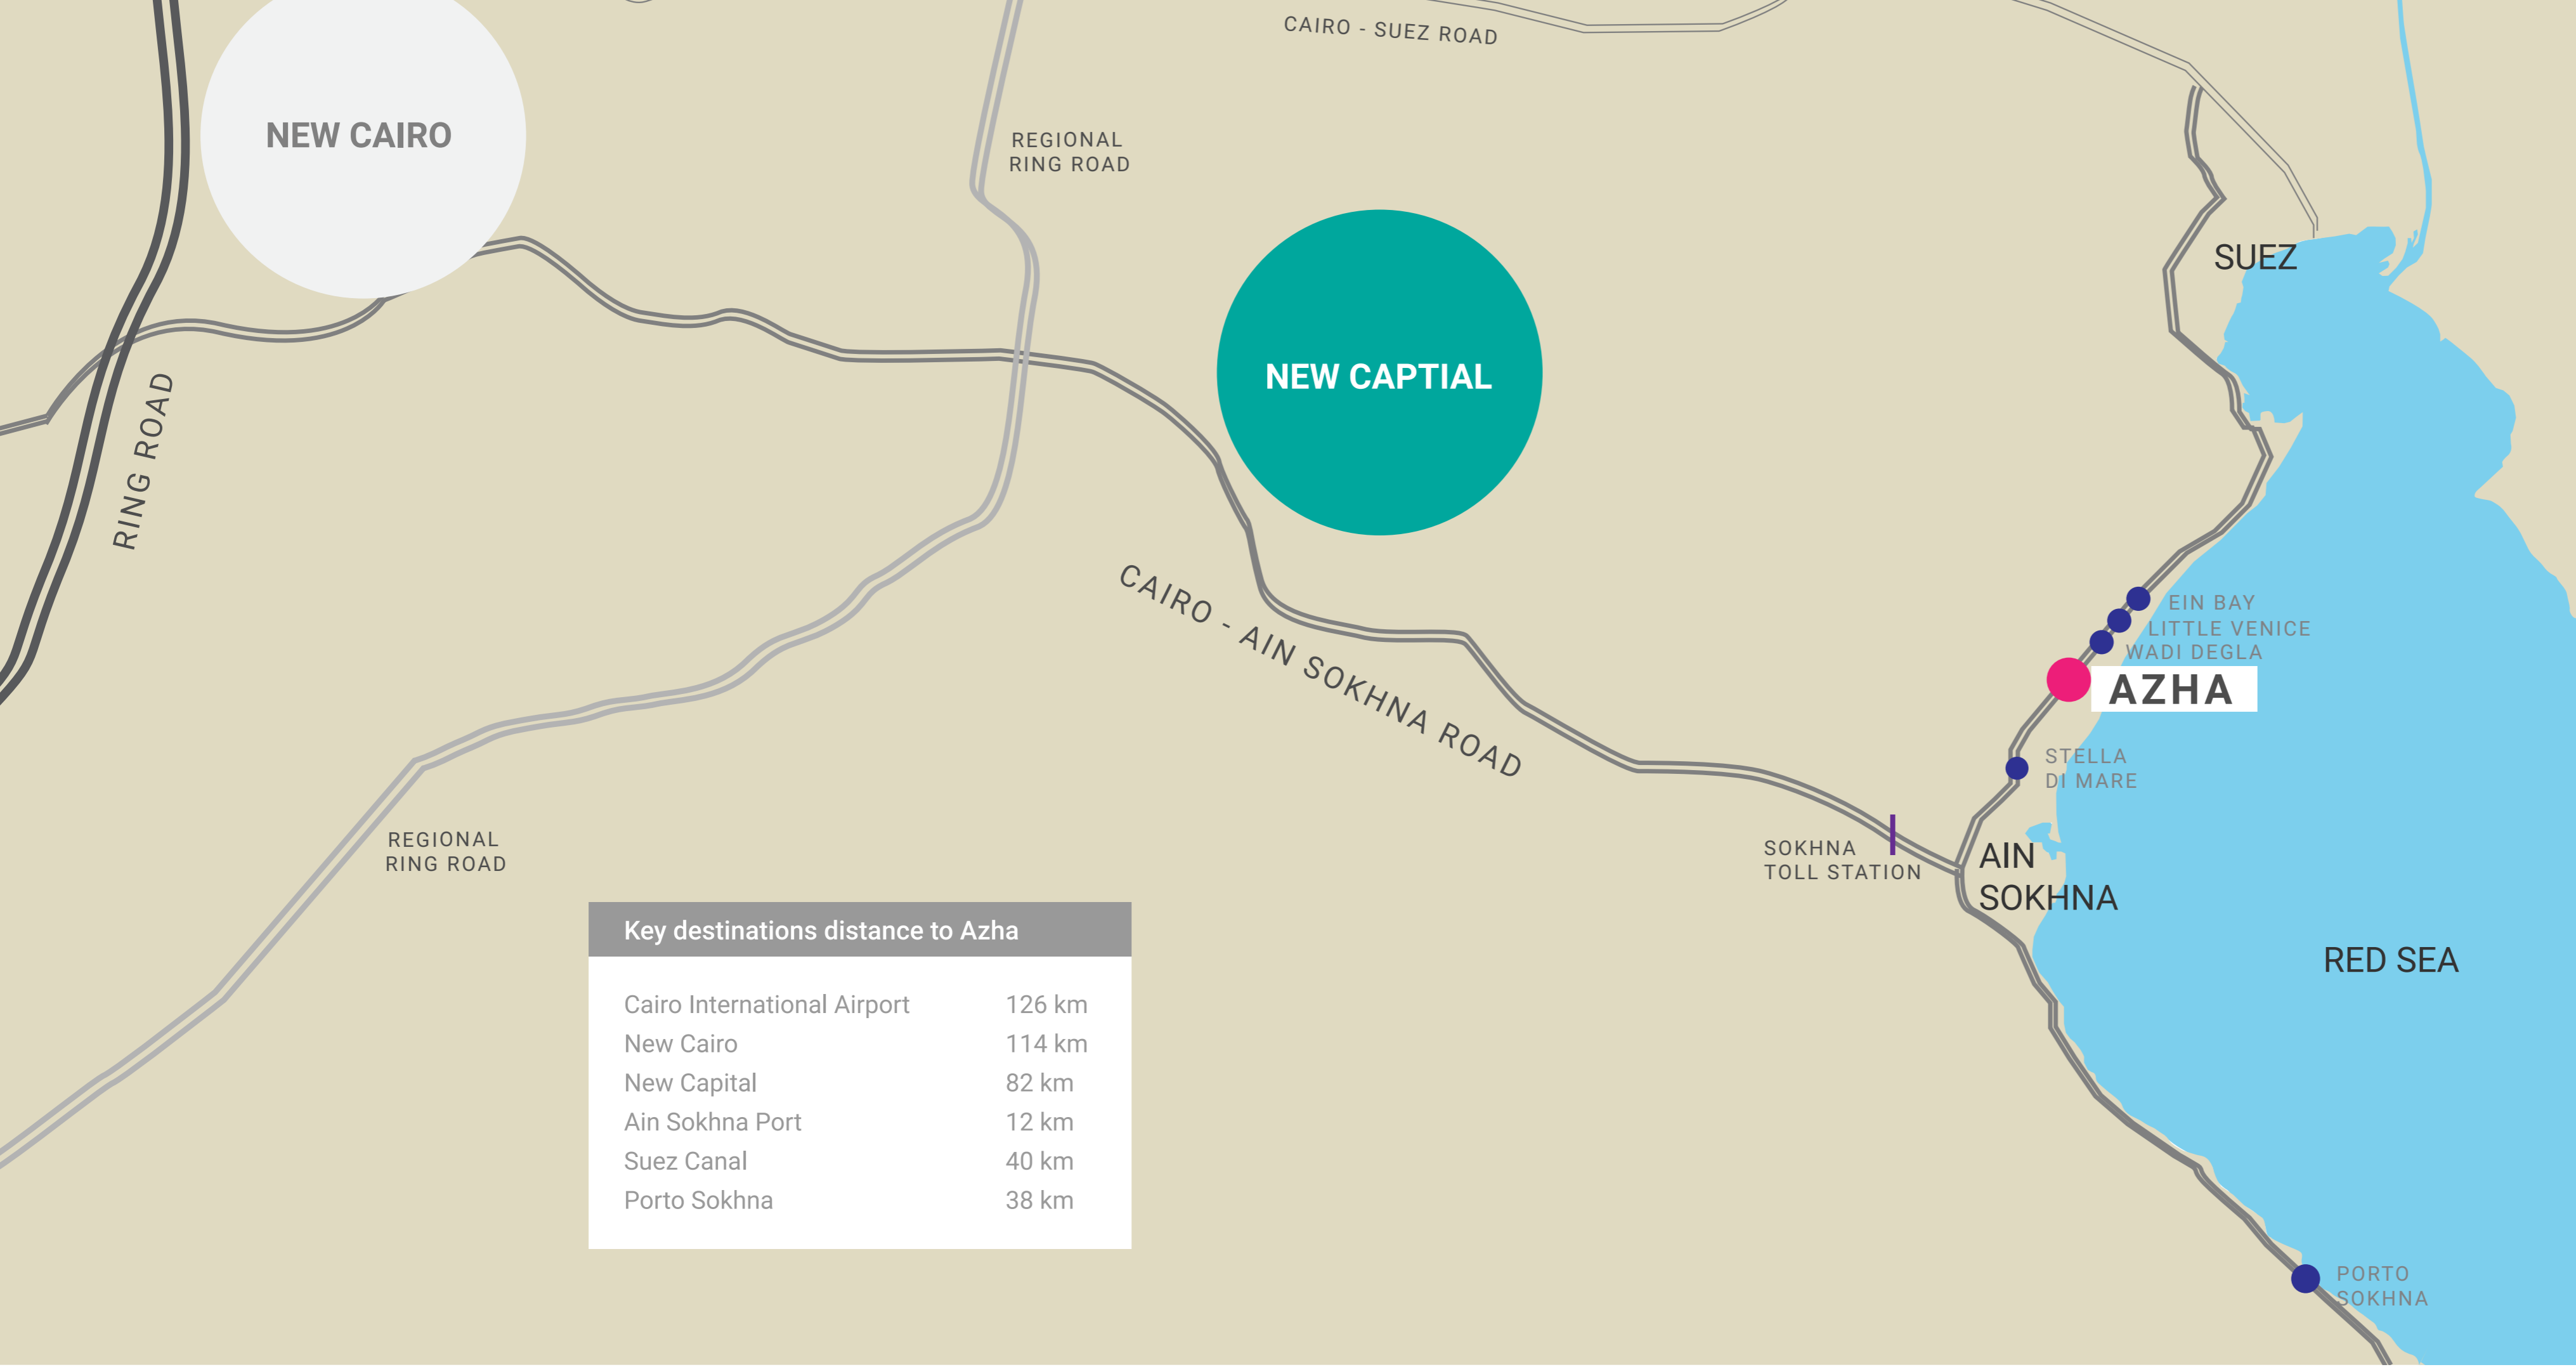 CAIRO - SUEZ ROAD
NEW CAIRO
REGIONAL
RING ROAD
SUEZ
NEW CAPTIAL
RING ROAD
CAIRO - AIN SOKHNA ROAD
EIN BAY
LITTLE VENICE
WADI DEGLA
AZHA
STELLA
DI MARE
REGIONAL
RING ROAD
SOKHNA
TOLL STATION
AIN
SOKHNA
RED SEA
Key destinations distance to Azha
Cairo International Airport 126 km
New Cairo 114 km
New Capital 82 km
Ain Sokhna Port 12 km
Suez Canal 40 km
Porto Sokhna 38 km
PORTO
SOKHNA